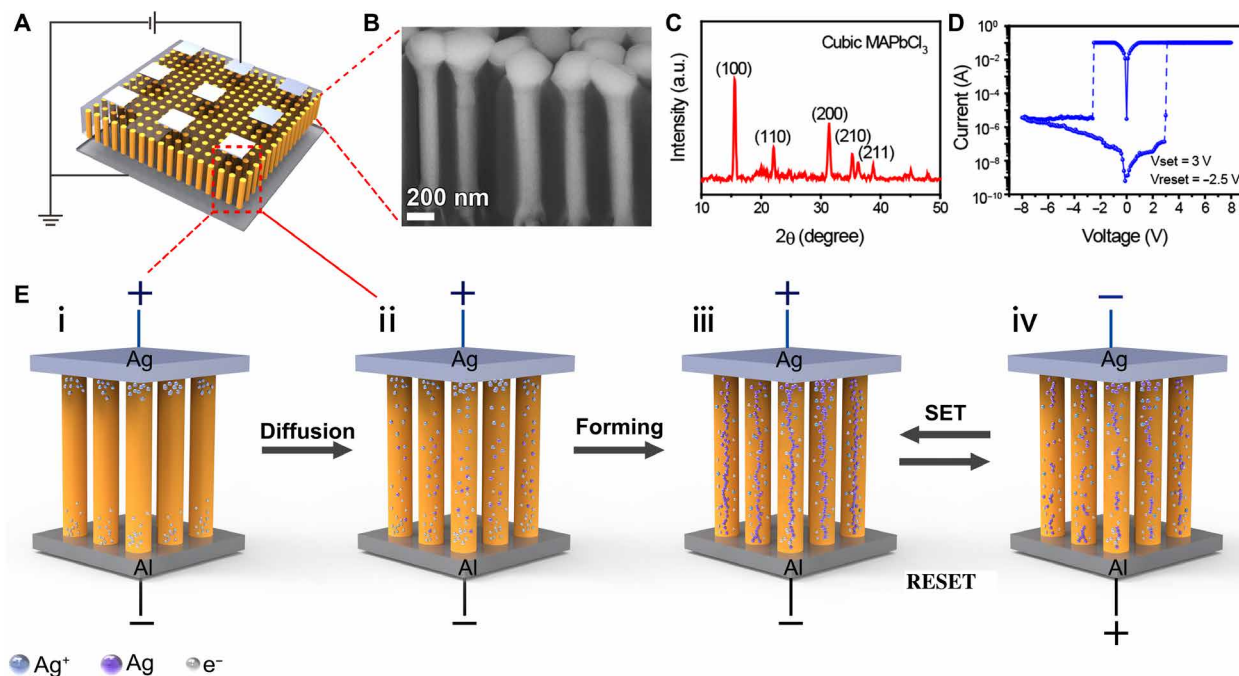 A
B
200 nm
C
Cubic MAPbCl₃
(100)
(110)
(200)
(210)
(211)
Intensity (a.u.)
10 20 30 40 50
2θ (degree)
D
10⁰
10⁻²
10⁻⁴
10⁻⁶
10⁻⁸
10⁻¹⁰
Current (A)
Vset = 3 V
Vreset = −2.5 V
−8 −6 −4 −2 0 2 4 6 8
Voltage (V)
E
i
+
Ag
Al
−
Diffusion
ii
+
Ag
Al
−
Forming
iii
+
Ag
Al
−
SET
RESET
iv
−
Ag
Al
+
Ag⁺ Ag e⁻